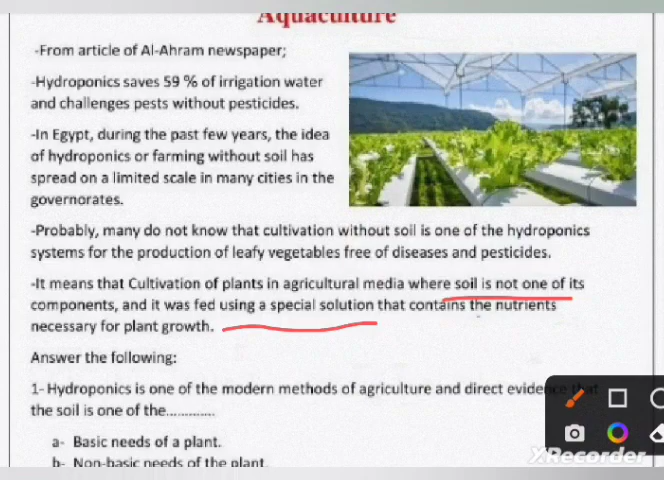 Aquaculture
-From article of Al-Ahram newspaper;
-Hydroponics saves 59 % of irrigation water
and challenges pests without pesticides.
-In Egypt, during the past few years, the idea
of hydroponics or farming without soil has
spread on a limited scale in many cities in the
governorates.
-Probably, many do not know that cultivation without soil is one of the hydroponics
systems for the production of leafy vegetables free of diseases and pesticides.
-It means that Cultivation of plants in agricultural media where soil is not one of its
components, and it was fed using a special solution that contains the nutrients
necessary for plant growth.
Answer the following:
1- Hydroponics is one of the modern methods of agriculture and direct evidence that
the soil is one of the.............
a- Basic needs of a plant.
b- Non-basic needs of the plant.
XRecorder